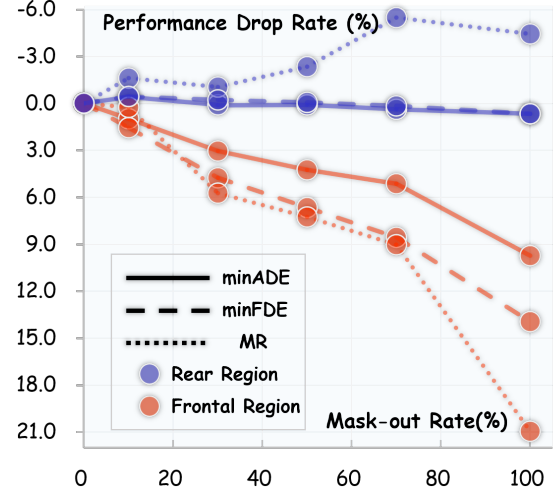 -6.0
Performance Drop Rate (%)
-3.0
0.0
3.0
6.0
9.0
12.0
15.0
18.0
21.0
minADE
minFDE
MR
Rear Region
Frontal Region
Mask-out Rate(%)
0 20 40 60 80 100